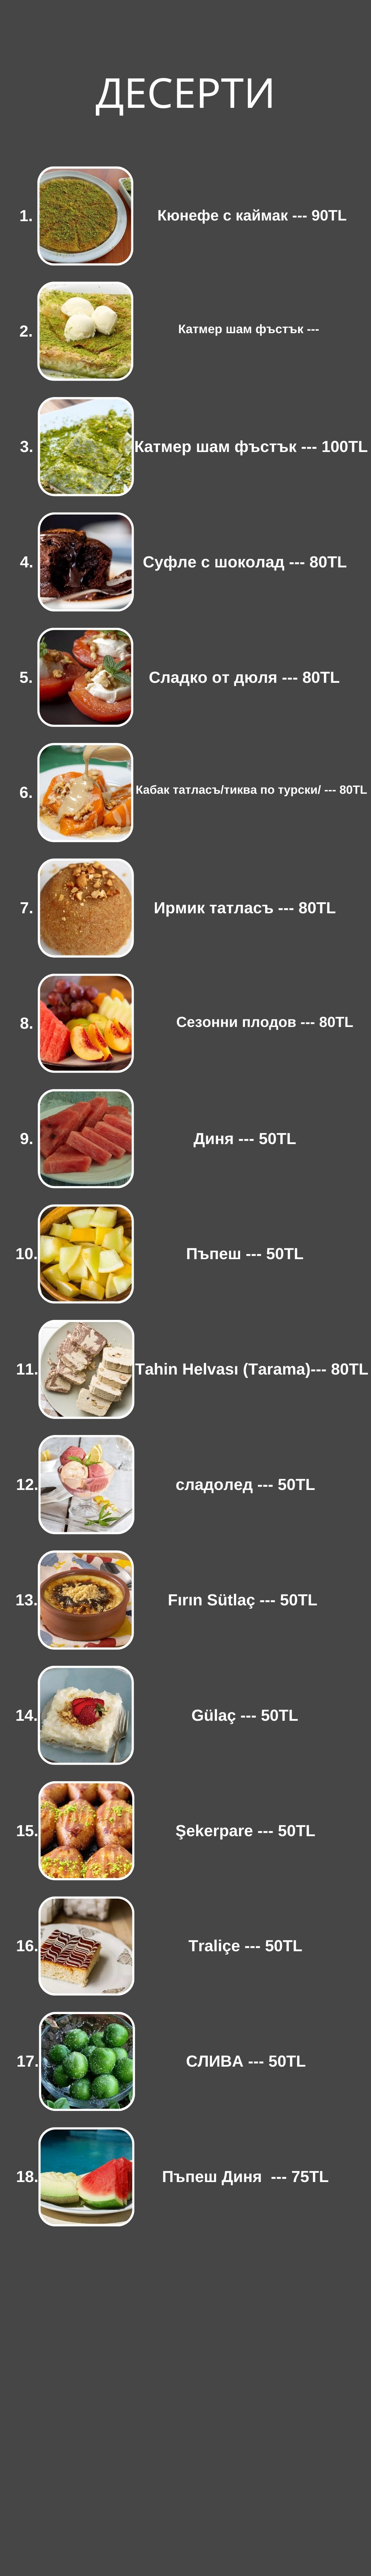 ДЕСЕРТИ
1. Кюнефе с каймак --- 90TL
2. Катмер шам фъстък ---
3. Катмер шам фъстък --- 100TL
4. Суфле с шоколад --- 80TL
5. Сладко от дюля --- 80TL
6. Кабак татласъ/тиква по турски/ --- 80TL
7. Ирмик татласъ --- 80TL
8. Сезонни плодов --- 80TL
9. Диня --- 50TL
10. Пъпеш --- 50TL
11. Tahin Helvası (Tarama)--- 80TL
12. сладолед --- 50TL
13. Fırın Sütlaç --- 50TL
14. Gülaç --- 50TL
15. Şekerpare --- 50TL
16. Traliçe --- 50TL
17. СЛИВА --- 50TL
18. Пъпеш Диня  --- 75TL